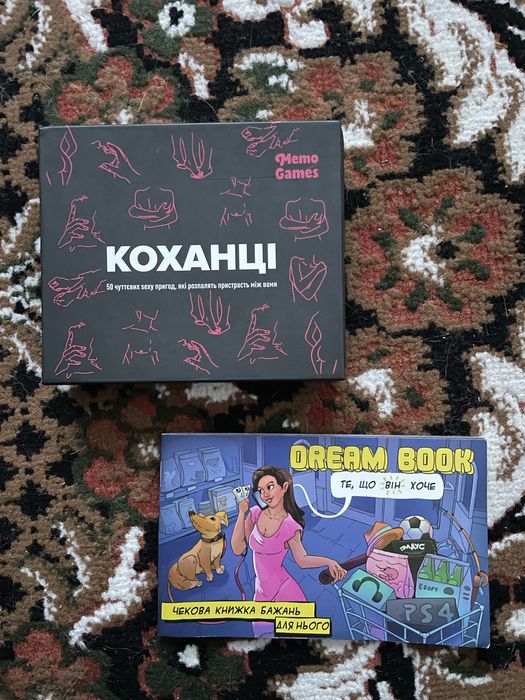 Memo
Games
КОХАНЦІ
50 чуттєвих sexy пригод, які розпалять пристрасть між вами
DREAM BOOK
ТЕ, ЩО ВІН ХОЧЕ
ГРАДУС
PS4
ЧЕКОВА КНИЖКА БАЖАНЬ
ДЛЯ НЬОГО